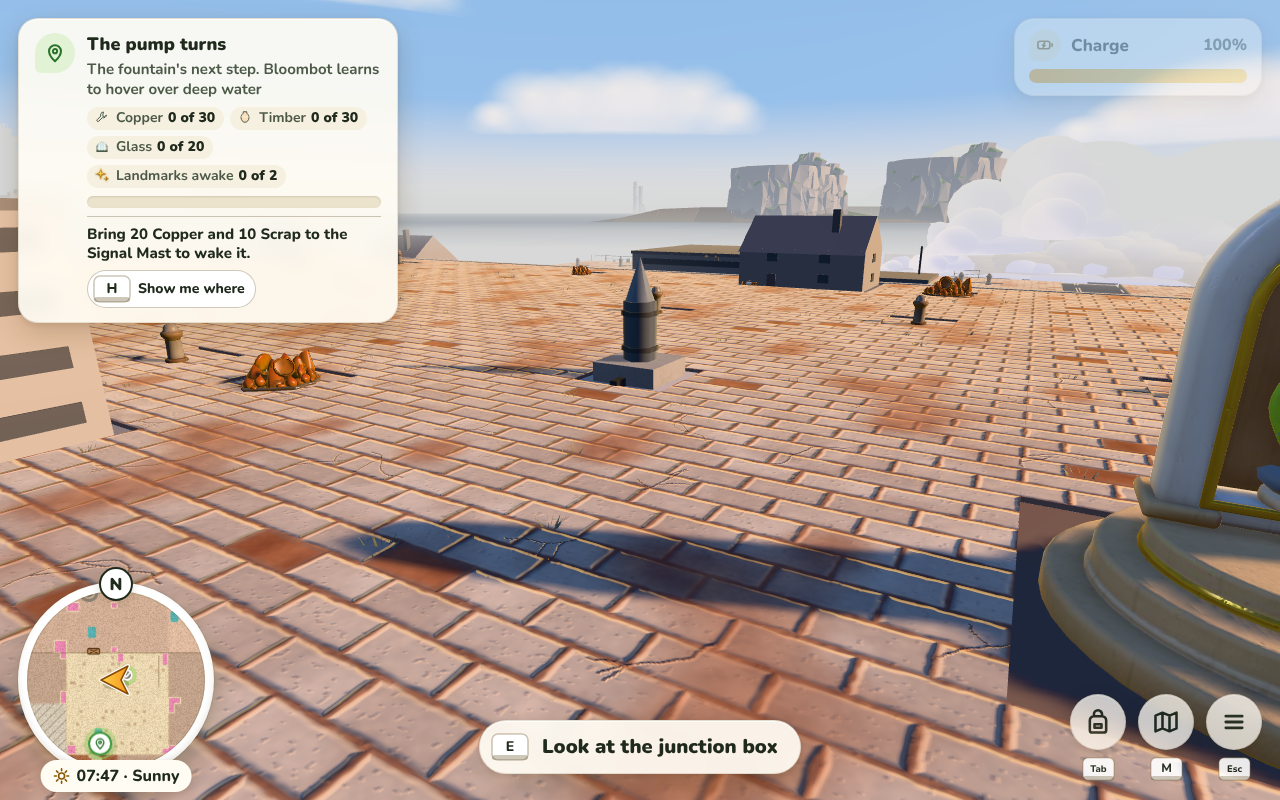 The pump turns
The fountain's next step. Bloombot learns
to hover over deep water
Copper 0 of 30
Timber 0 of 30
Glass 0 of 20
Landmarks awake 0 of 2
Bring 20 Copper and 10 Scrap to the
Signal Mast to wake it.
H Show me where
Charge 100%
N
07:47 · Sunny
E Look at the junction box
Tab
M
Esc